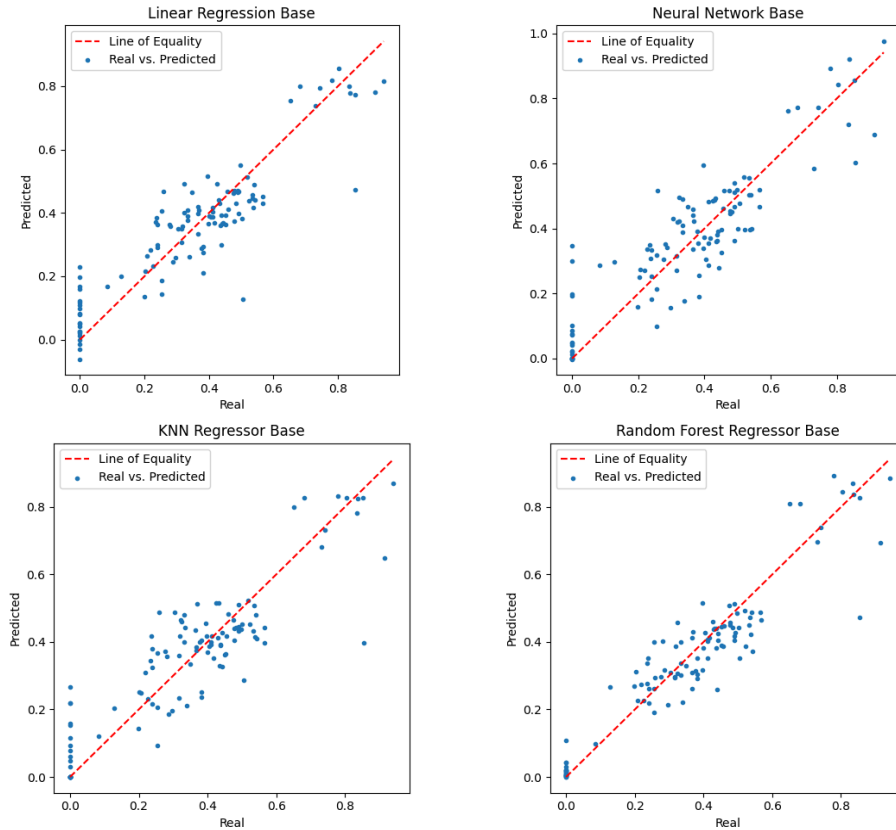 Linear Regression Base
Line of Equality
Real vs. Predicted
Predicted
0.8
0.6
0.4
0.2
0.0
0.0 0.2 0.4 0.6 0.8
Real
Neural Network Base
Line of Equality
Real vs. Predicted
Predicted
1.0
0.8
0.6
0.4
0.2
0.0
0.0 0.2 0.4 0.6 0.8
Real
KNN Regressor Base
Line of Equality
Real vs. Predicted
Predicted
0.8
0.6
0.4
0.2
0.0
0.0 0.2 0.4 0.6 0.8
Real
Random Forest Regressor Base
Line of Equality
Real vs. Predicted
Predicted
0.8
0.6
0.4
0.2
0.0
0.0 0.2 0.4 0.6 0.8
Real